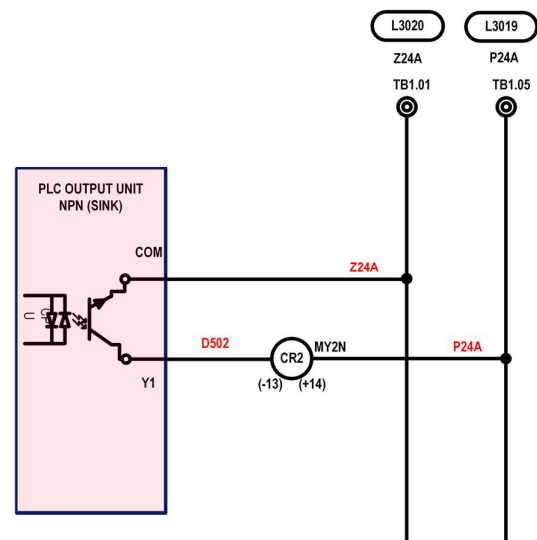 L3020
L3019
Z24A
P24A
TB1.01
TB1.05
PLC OUTPUT UNIT
NPN (SINK)
COM
Z24A
D502
MY2N
P24A
CR2
Y1
(-13)
(+14)